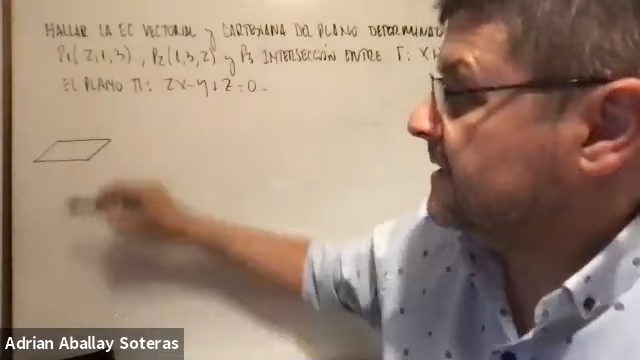 HALLAR LA EC VECTORIAL y CARTESIANA DEL PLANO
P₁(2,1,3), P₂(1,3,2) y P₃ INTERSECCIÓN ENTRE Γ: X
EL PLANO π: 2x-y+z=0.
Adrian Aballay Soteras